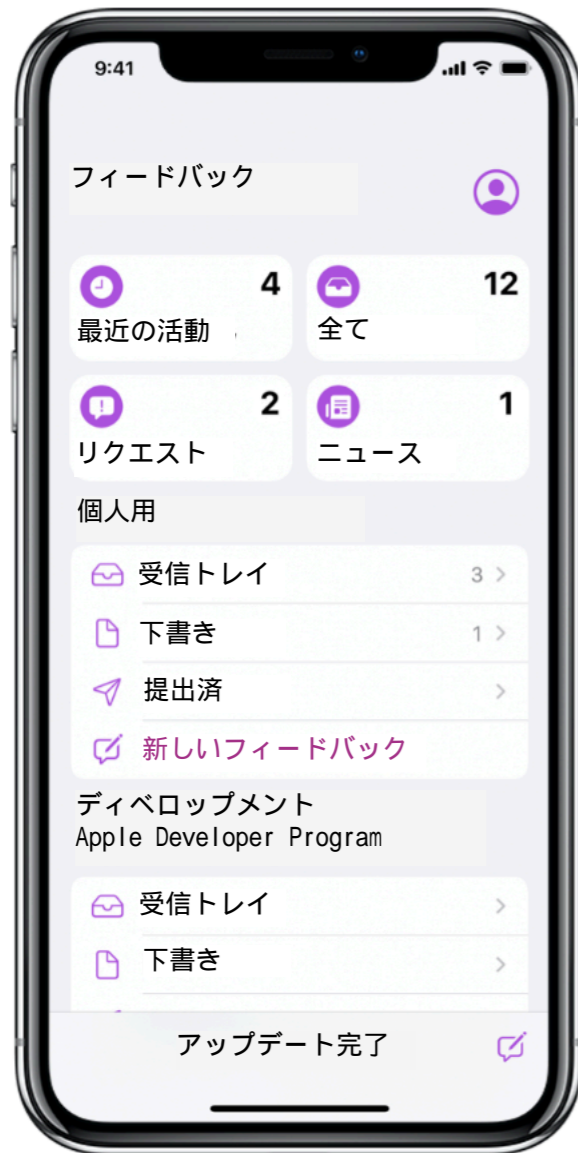 9:41
フィードバック
4
12
最近の活動
全て
2
1
リクエスト
ニュース
個人用
受信トレイ 3
下書き 1
提出済
新しいフィードバック
ディベロップメント
Apple Developer Program
受信トレイ
下書き
アップデート完了